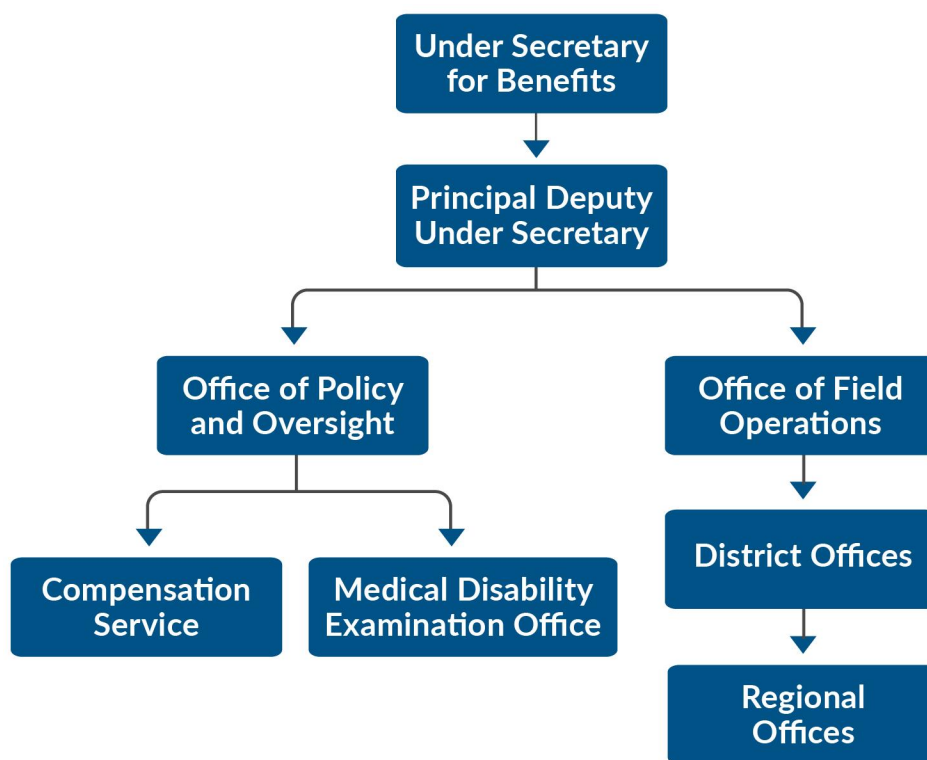 Under Secretary
for Benefits
Principal Deputy
Under Secretary
Office of Policy
and Oversight
Office of Field
Operations
Compensation
Service
Medical Disability
Examination Office
District Offices
Regional
Offices